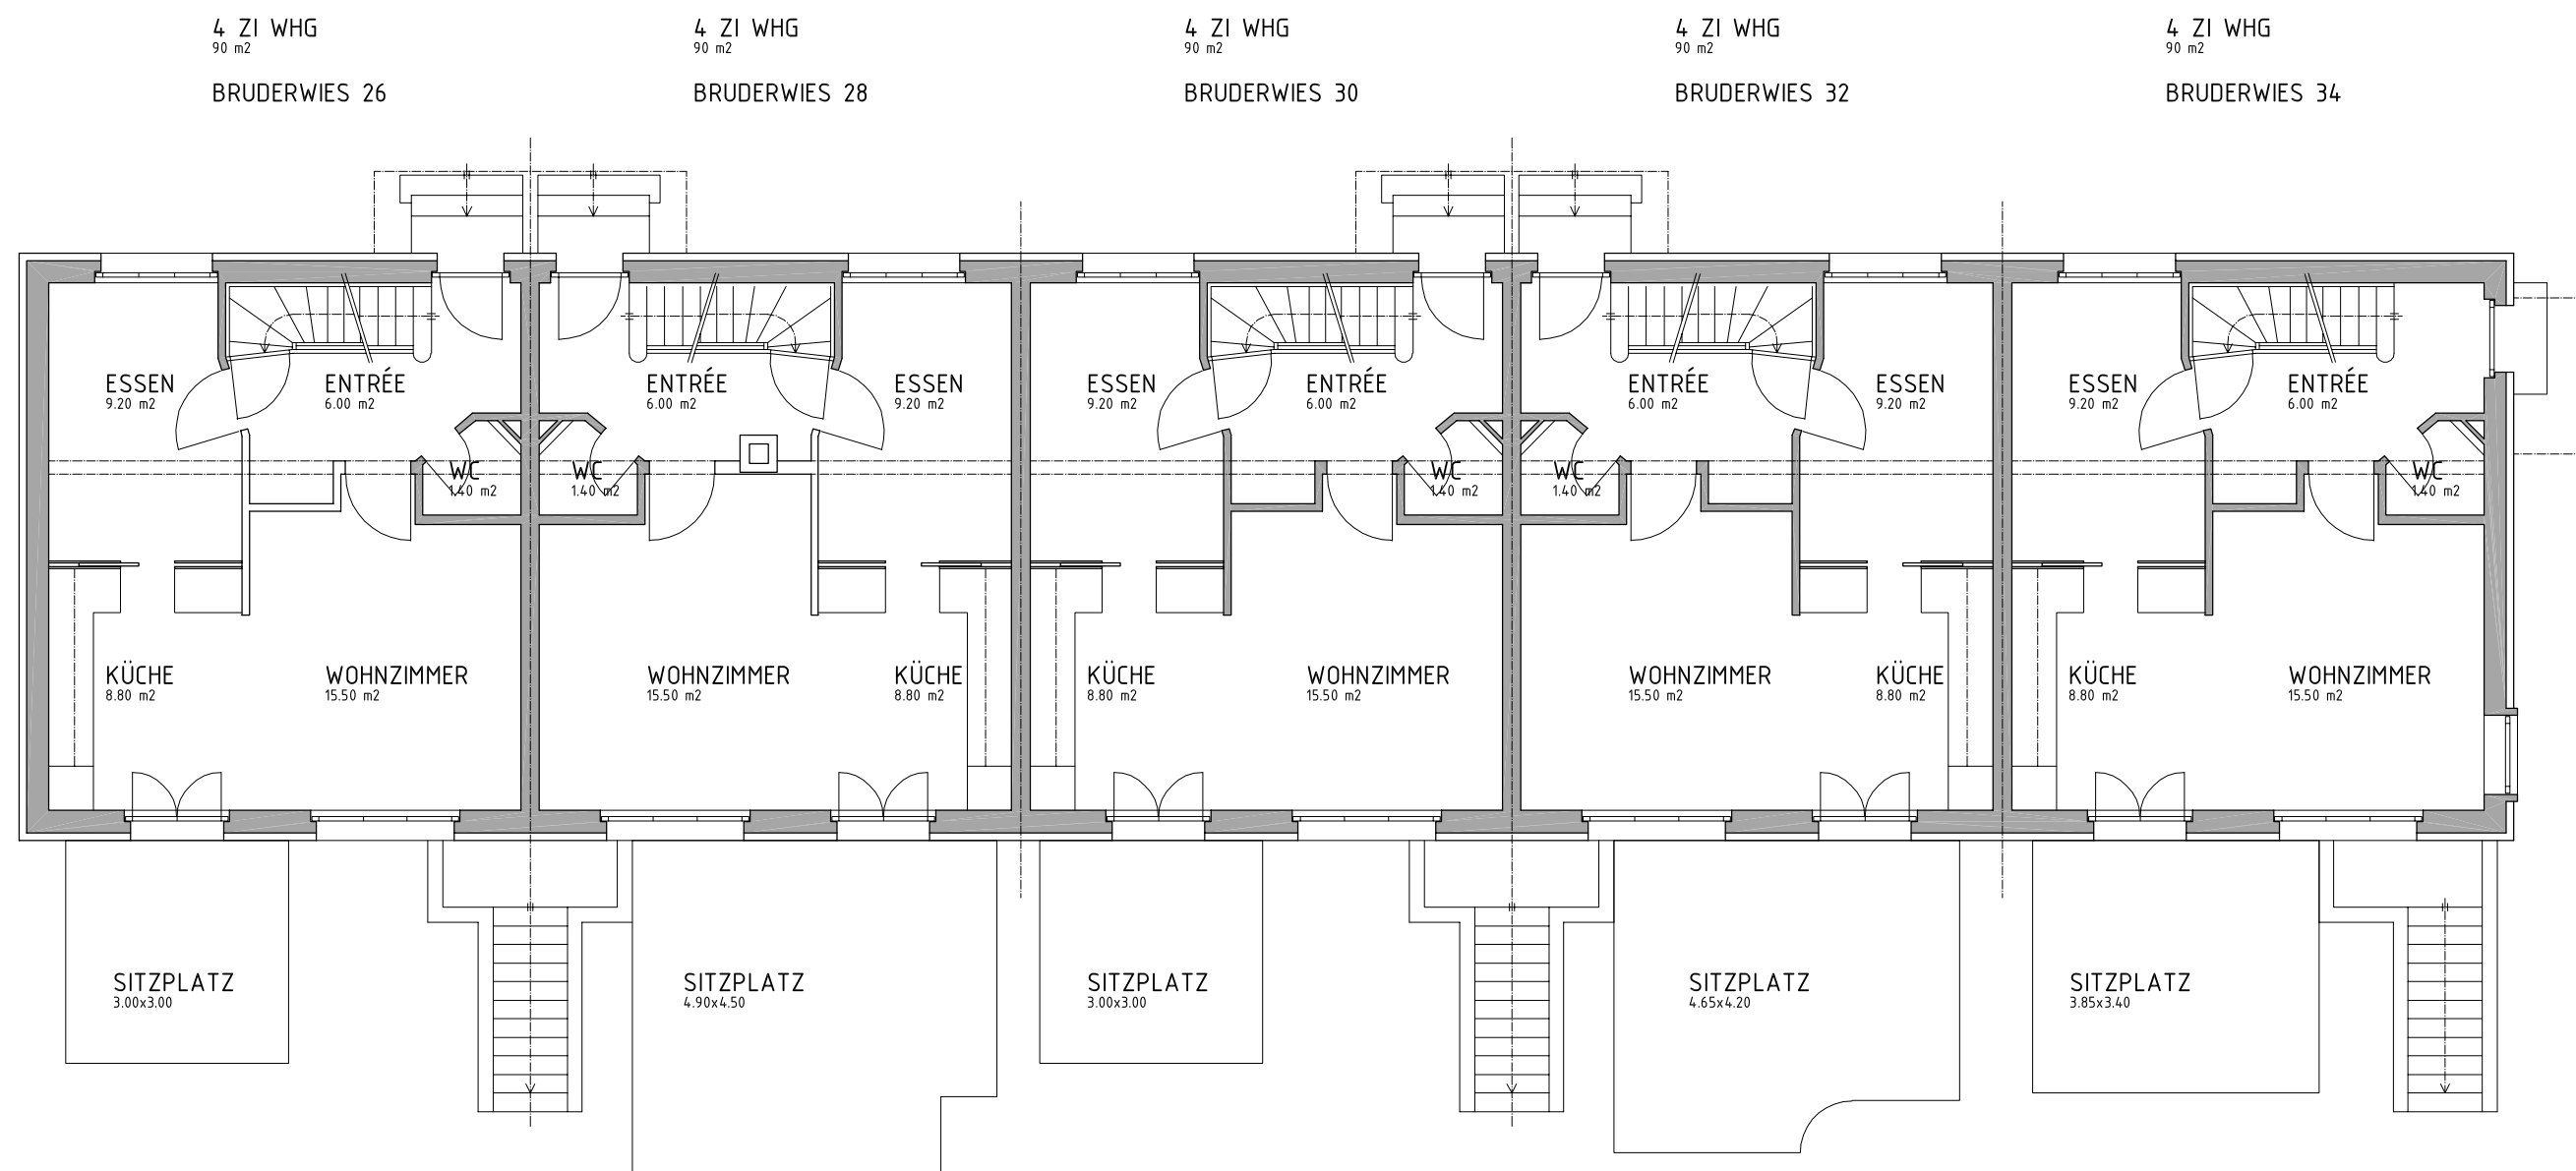 4 ZI WHG
90 m2
BRUDERWIES 26
4 ZI WHG
90 m2
BRUDERWIES 28
4 ZI WHG
90 m2
BRUDERWIES 30
4 ZI WHG
90 m2
BRUDERWIES 32
4 ZI WHG
90 m2
BRUDERWIES 34
ESSEN
9.20 m2
ENTRÉE
6.00 m2
WC
1.40 m2
KÜCHE
8.80 m2
WOHNZIMMER
15.50 m2
SITZPLATZ
3.00x3.00
ENTRÉE
6.00 m2
ESSEN
9.20 m2
WC
1.40 m2
WOHNZIMMER
15.50 m2
KÜCHE
8.80 m2
SITZPLATZ
4.90x4.50
ESSEN
9.20 m2
ENTRÉE
6.00 m2
WC
1.40 m2
KÜCHE
8.80 m2
WOHNZIMMER
15.50 m2
SITZPLATZ
3.00x3.00
ENTRÉE
6.00 m2
ESSEN
9.20 m2
WC
1.40 m2
WOHNZIMMER
15.50 m2
KÜCHE
8.80 m2
SITZPLATZ
4.65x4.20
ESSEN
9.20 m2
ENTRÉE
6.00 m2
WC
1.40 m2
KÜCHE
8.80 m2
WOHNZIMMER
15.50 m2
SITZPLATZ
3.85x3.40